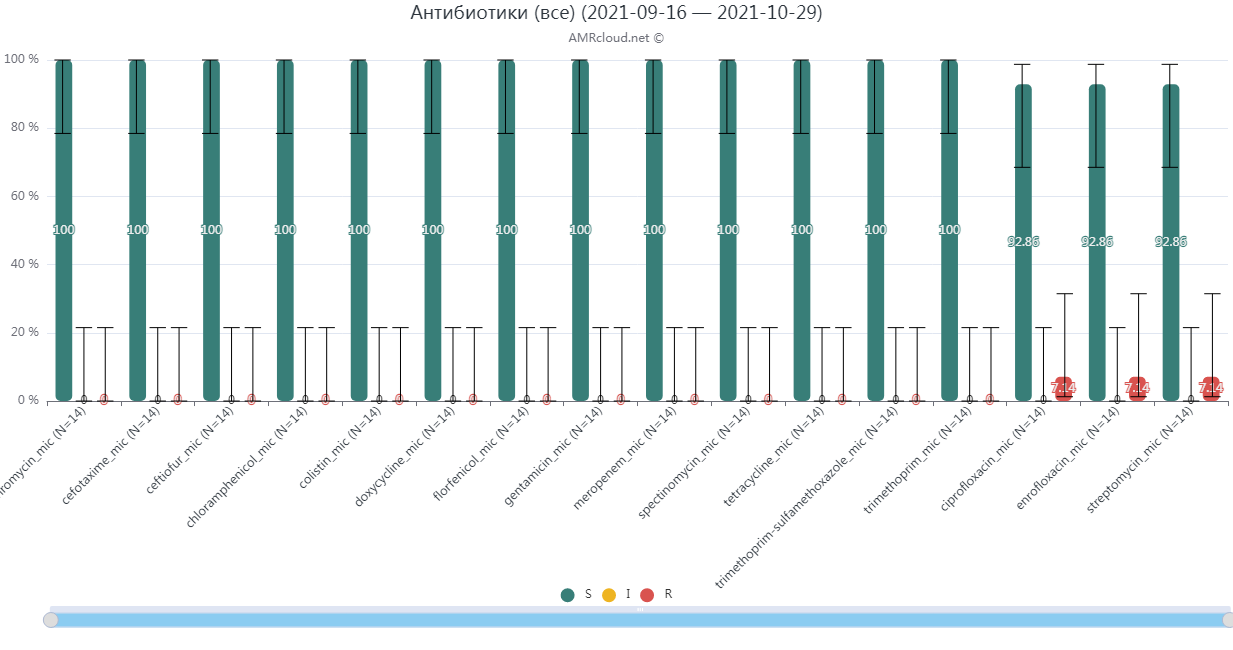 Антибиотики (все) (2021-09-16 — 2021-10-29)
AMRcloud.net ©
100 %
80 %
60 %
40 %
20 %
0 %
100 100 100 100 100 100 100 100 100 100 100 100 100 92.86 92.86 92.86
0 0 0 0 0 0 0 0 0 0 0 0 0 0 0 0 0 0 0 0 0 0 0 0 0 0 0 7.14 0 7.14 0 7.14
(N=14)
cefotaxime_mic (N=14)
ceftiofur_mic (N=14)
chloramphenicol_mic (N=14)
colistin_mic (N=14)
doxycycline_mic (N=14)
florfenicol_mic (N=14)
gentamicin_mic (N=14)
meropenem_mic (N=14)
spectinomycin_mic (N=14)
tetracycline_mic (N=14)
trimethoprim-sulfamethoxazole_mic (N=14)
trimethoprim_mic (N=14)
ciprofloxacin_mic (N=14)
enrofloxacin_mic (N=14)
streptomycin_mic (N=14)
S I R